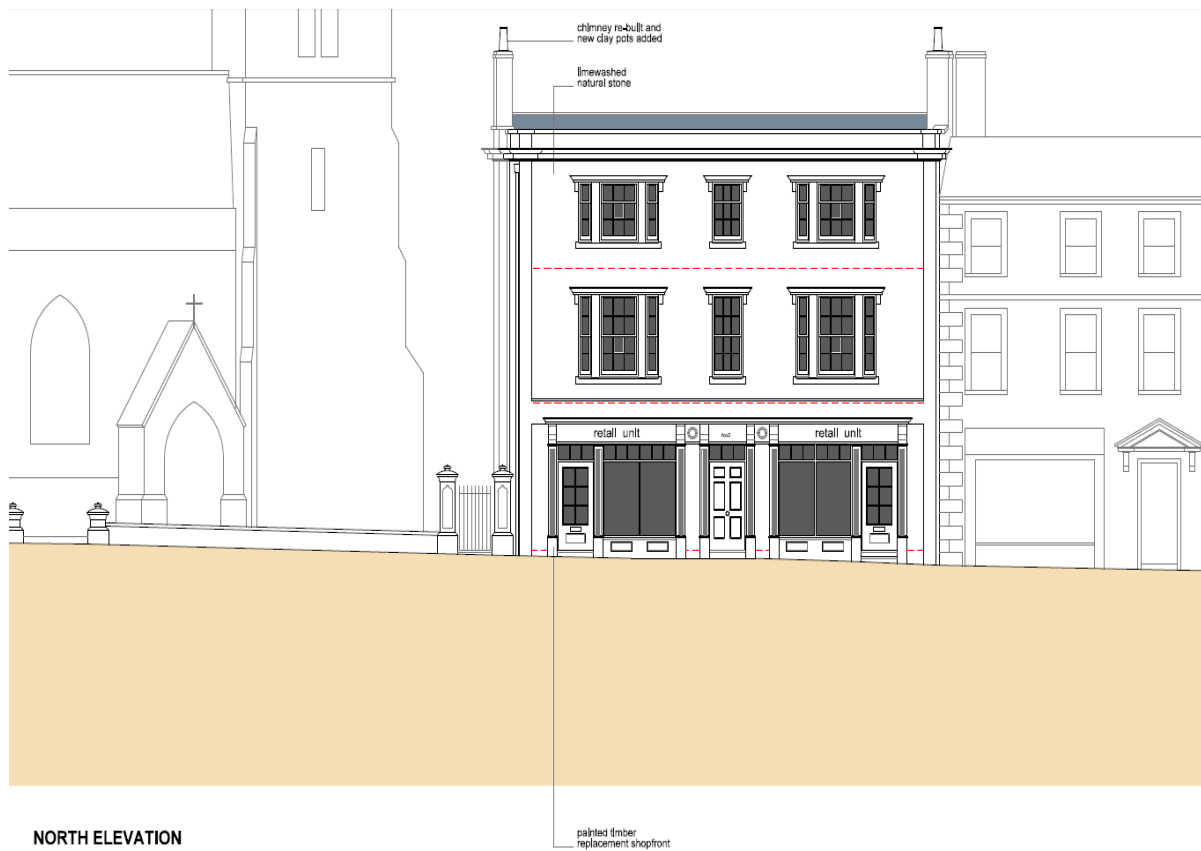 chimney re-built and
new clay pots added
limewashed
natural stone
retail unit
No3
retail unit
painted timber
replacement shopfront
NORTH ELEVATION